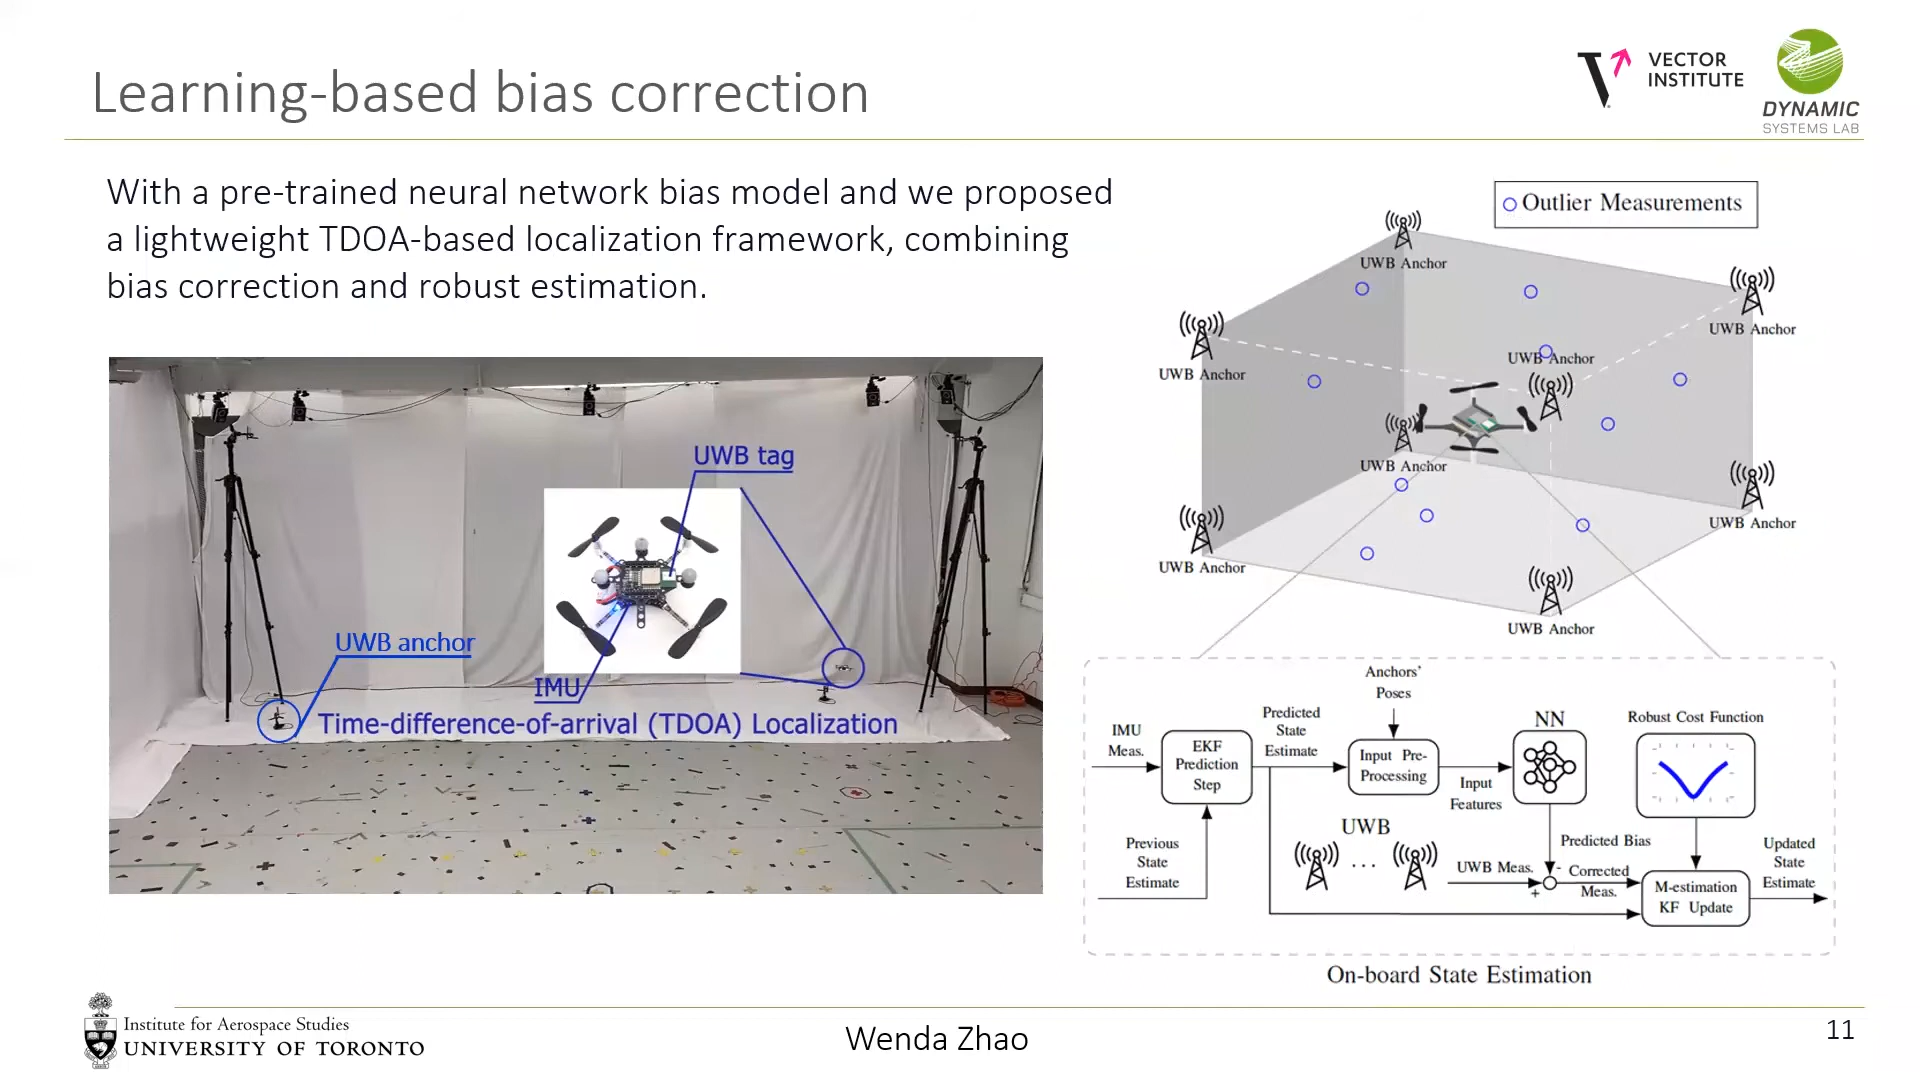 Learning-based bias correction
VECTOR
INSTITUTE
DYNAMIC
SYSTEMS LAB
With a pre-trained neural network bias model and we proposed
a lightweight TDOA-based localization framework, combining
bias correction and robust estimation.
UWB tag
UWB anchor
IMU
Time-difference-of-arrival (TDOA) Localization
Outlier Measurements
UWB Anchor
UWB Anchor
UWB Anchor
UWB Anchor
UWB Anchor
UWB Anchor
UWB Anchor
UWB Anchor
Anchors'
Poses
IMU
Meas.
EKF
Prediction
Step
Predicted
State
Estimate
Input Pre-
Processing
Input
Features
NN
Robust Cost Function
Previous
State
Estimate
UWB
...
UWB Meas.
+
-
Predicted Bias
Corrected
Meas.
M-estimation
KF Update
Updated
State
Estimate
On-board State Estimation
Institute for Aerospace Studies
UNIVERSITY OF TORONTO
Wenda Zhao
11